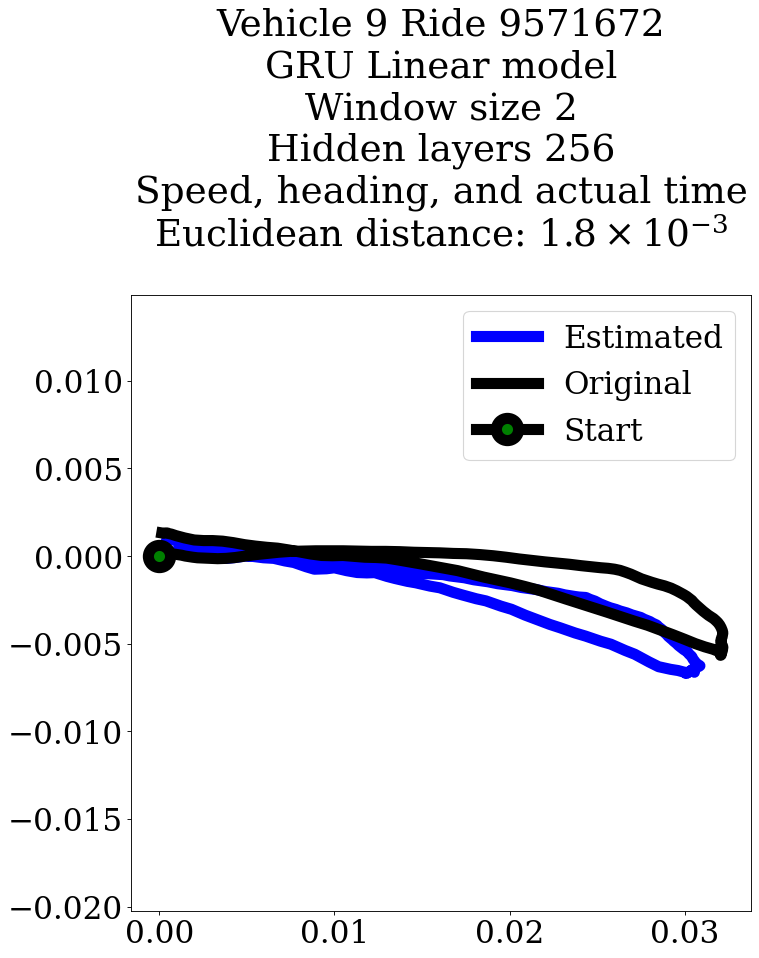 Vehicle 9 Ride 9571672
GRU Linear model
Window size 2
Hidden layers 256
Speed, heading, and actual time
Euclidean distance: 1.8 × 10⁻³
Estimated
Original
Start
0.010
0.005
0.000
−0.005
−0.010
−0.015
−0.020
0.00 0.01 0.02 0.03